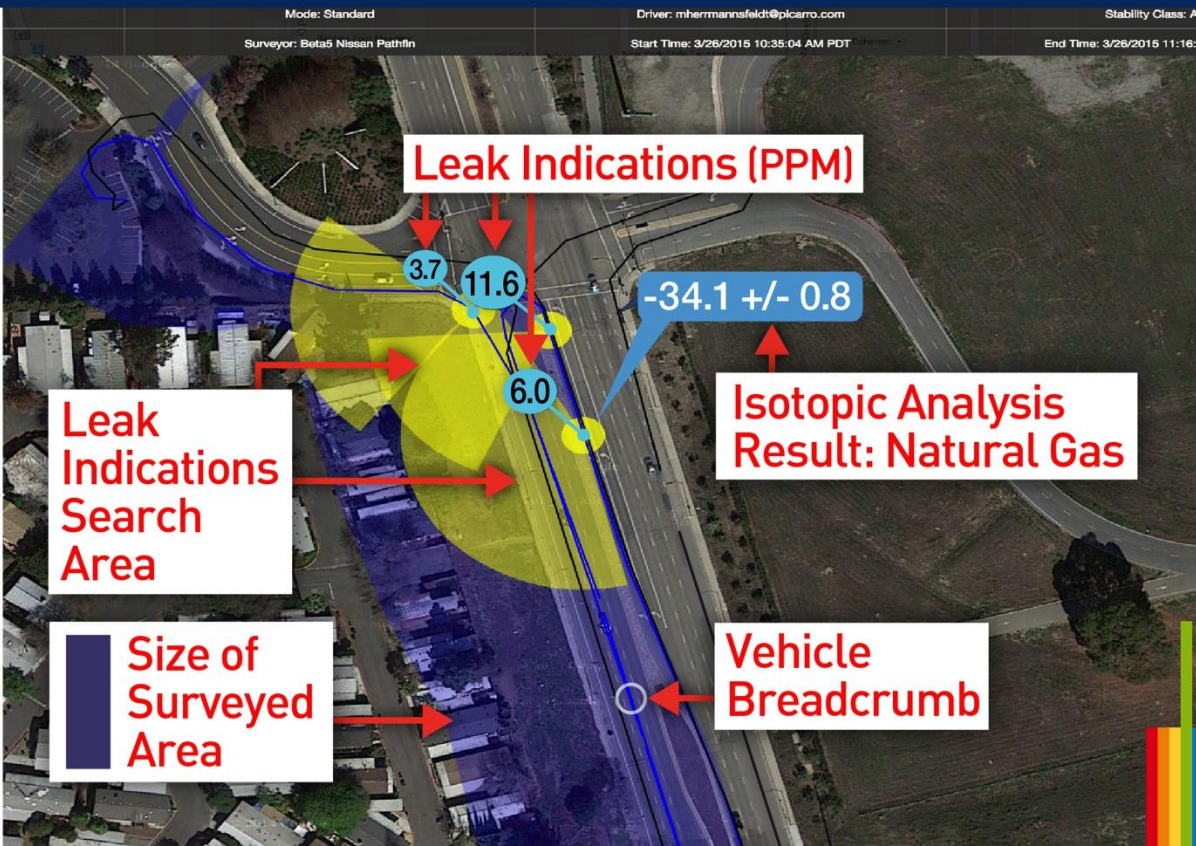 Mode: Standard
Driver: mherrmannsfeldt@picarro.com
Stability Class: A
Surveyor: Beta5 Nissan Pathfin
Start Time: 3/26/2015 10:35:04 AM PDT
End Time: 3/26/2015 11:16:
Leak Indications (PPM)
3.7
11.6
-34.1 +/- 0.8
6.0
Isotopic Analysis
Result: Natural Gas
Leak
Indications
Search
Area
Size of
Surveyed
Area
Vehicle
Breadcrumb